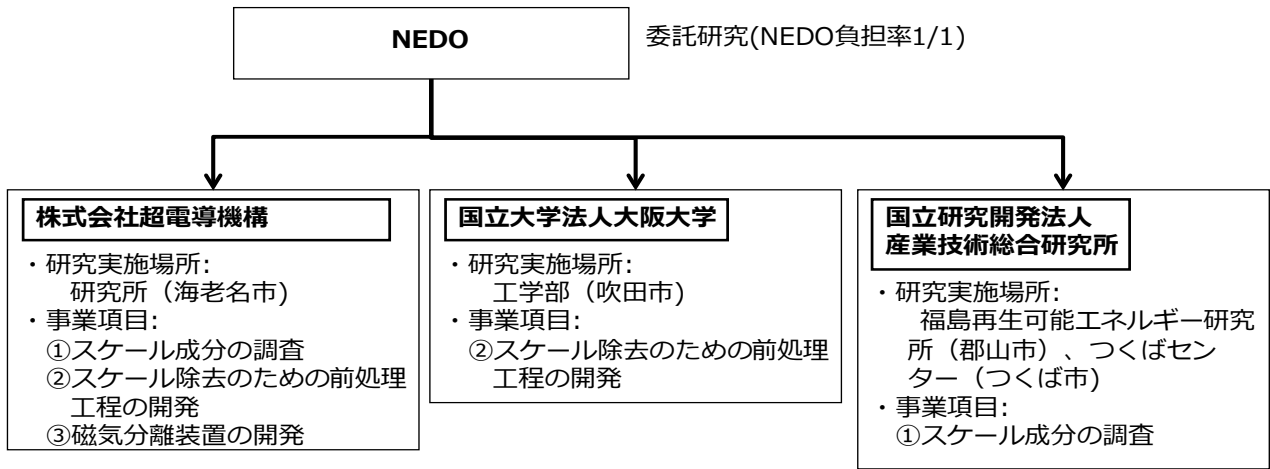 NEDO
委託研究(NEDO負担率1/1)
株式会社超電導機構
・研究実施場所:
研究所（海老名市)
・事業項目:
①スケール成分の調査
②スケール除去のための前処理
工程の開発
③磁気分離装置の開発
国立大学法人大阪大学
・研究実施場所:
工学部（吹田市)
・事業項目:
②スケール除去のための前処理
工程の開発
国立研究開発法人
産業技術総合研究所
・研究実施場所:
福島再生可能エネルギー研究
所（郡山市）、つくばセン
ター（つくば市)
・事業項目:
①スケール成分の調査